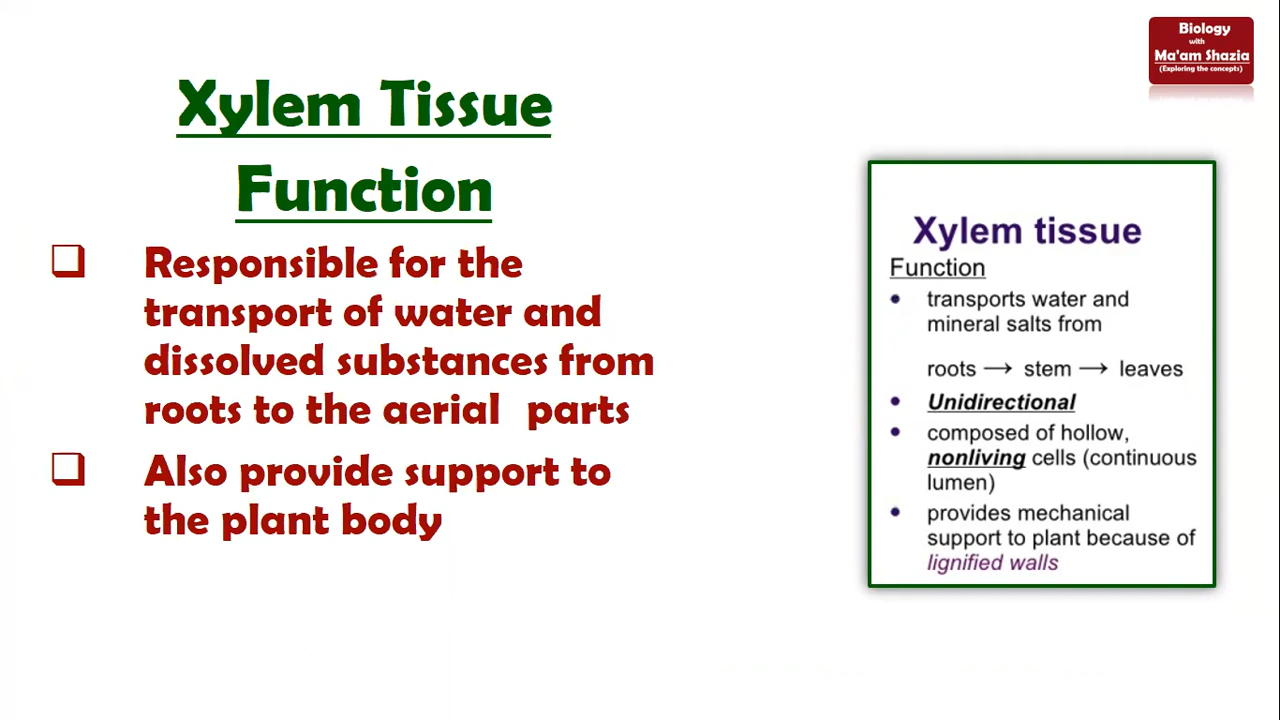 Biology
with
Ma'am Shazia
(Exploring the concepts)
Xylem Tissue
Function
❑ Responsible for the
transport of water and
dissolved substances from
roots to the aerial parts
❑ Also provide support to
the plant body
Xylem tissue
Function
• transports water and
mineral salts from
roots → stem → leaves
• Unidirectional
• composed of hollow,
nonliving cells (continuous
lumen)
• provides mechanical
support to plant because of
lignified walls